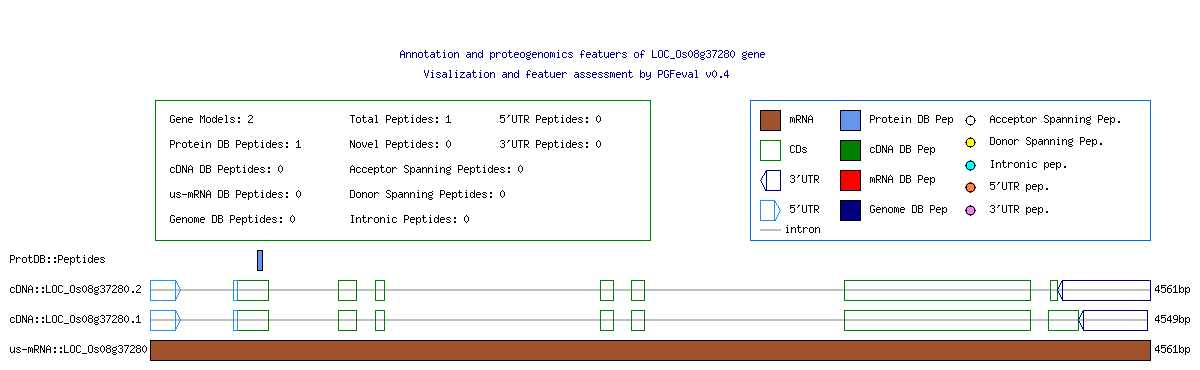 Annotation and proteogenomics featuers of LOC_Os08g37280 gene
Visalization and featuer assessment by PGFeval v0.4
Gene Models: 2 Total Peptides: 1 5'UTR Peptides: 0
Protein DB Peptides: 1 Novel Peptides: 0 3'UTR Peptides: 0
cDNA DB Peptides: 0 Acceptor Spanning Peptides: 0
us-mRNA DB Peptides: 0 Donor Spanning Peptides: 0
Genome DB Peptides: 0 Intronic Peptides: 0
mRNA Protein DB Pep Acceptor Spanning Pep.
CDs cDNA DB Pep Donor Spanning Pep.
3'UTR mRNA DB Pep Intronic pep.
5'UTR Genome DB Pep 5'UTR pep.
intron 3'UTR pep.
ProtDB::Peptides
cDNA::LOC_Os08g37280.2 4561bp
cDNA::LOC_Os08g37280.1 4549bp
us-mRNA::LOC_Os08g37280 4561bp